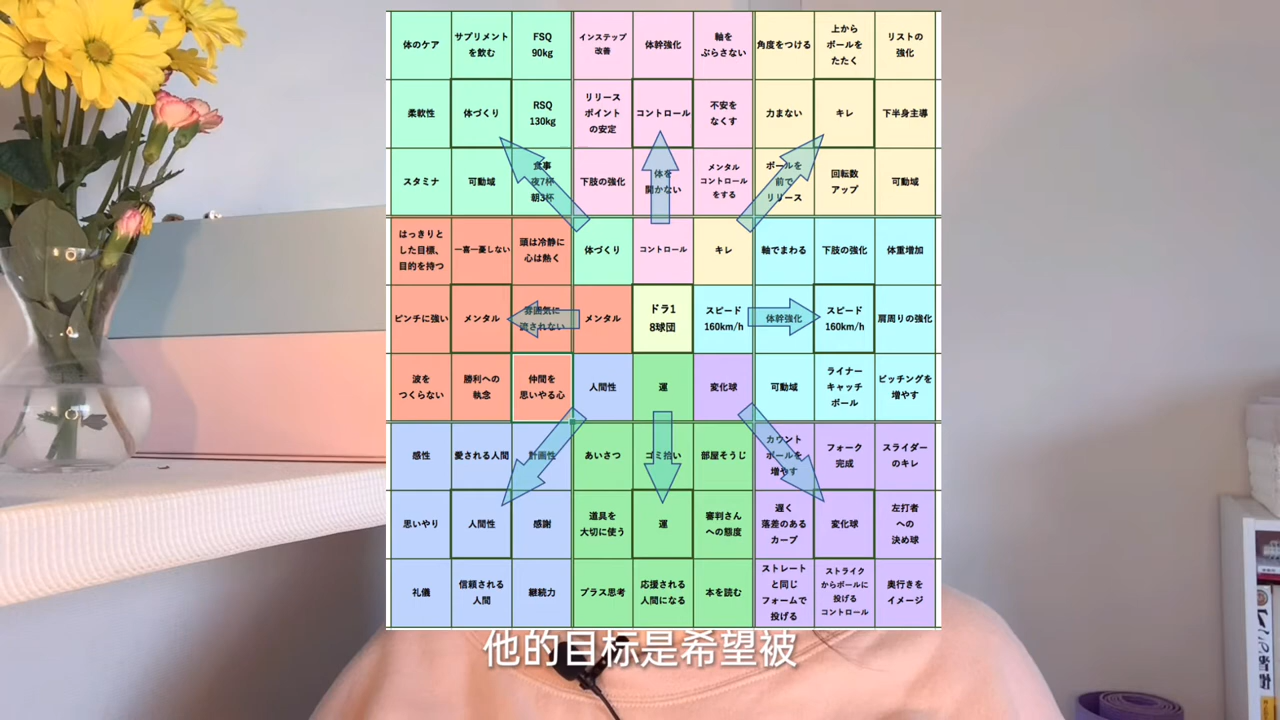 体のケア
サプリメント
を飲む
FSQ
90kg
インステップ
改善
体幹強化
軸を
ぶらさない
角度をつける
上から
ボールを
たたく
リストの
強化
柔軟性
体づくり
RSQ
130kg
リリース
ポイント
の安定
コントロール
不安を
なくす
力まない
キレ
下半身主導
スタミナ
可動域
食事
夜7杯
朝3杯
下肢の強化
体を
開かない
メンタル
コントロール
をする
ボールを
前で
リリース
回転数
アップ
可動域
はっきりと
した目標、
目的を持つ
一喜一憂しない
頭は冷静に
心は熱く
体づくり
コントロール
キレ
軸でまわる
下肢の強化
体重増加
ピンチに強い
メンタル
雰囲気に
流されない
メンタル
ドラ1
8球団
スピード
160km/h
体幹強化
スピード
160km/h
肩周りの強化
波を
つくらない
勝利への
執念
仲間を
思いやる心
人間性
運
変化球
可動域
ライナー
キャッチ
ボール
ピッチングを
増やす
感性
愛される人間
計画性
あいさつ
ゴミ拾い
部屋そうじ
カウント
ボールを
増やす
フォーク
完成
スライダー
のキレ
思いやり
人間性
感謝
道具を
大切に使う
運
審判さん
への態度
遅く
落差のある
カーブ
変化球
左打者
への
決め球
礼儀
信頼される
人間
継続力
プラス思考
応援される
人間になる
本を読む
ストレート
と同じ
フォームで
投げる
ストライク
からボールに
投げる
コントロール
奥行きを
イメージ
他的目标是希望被